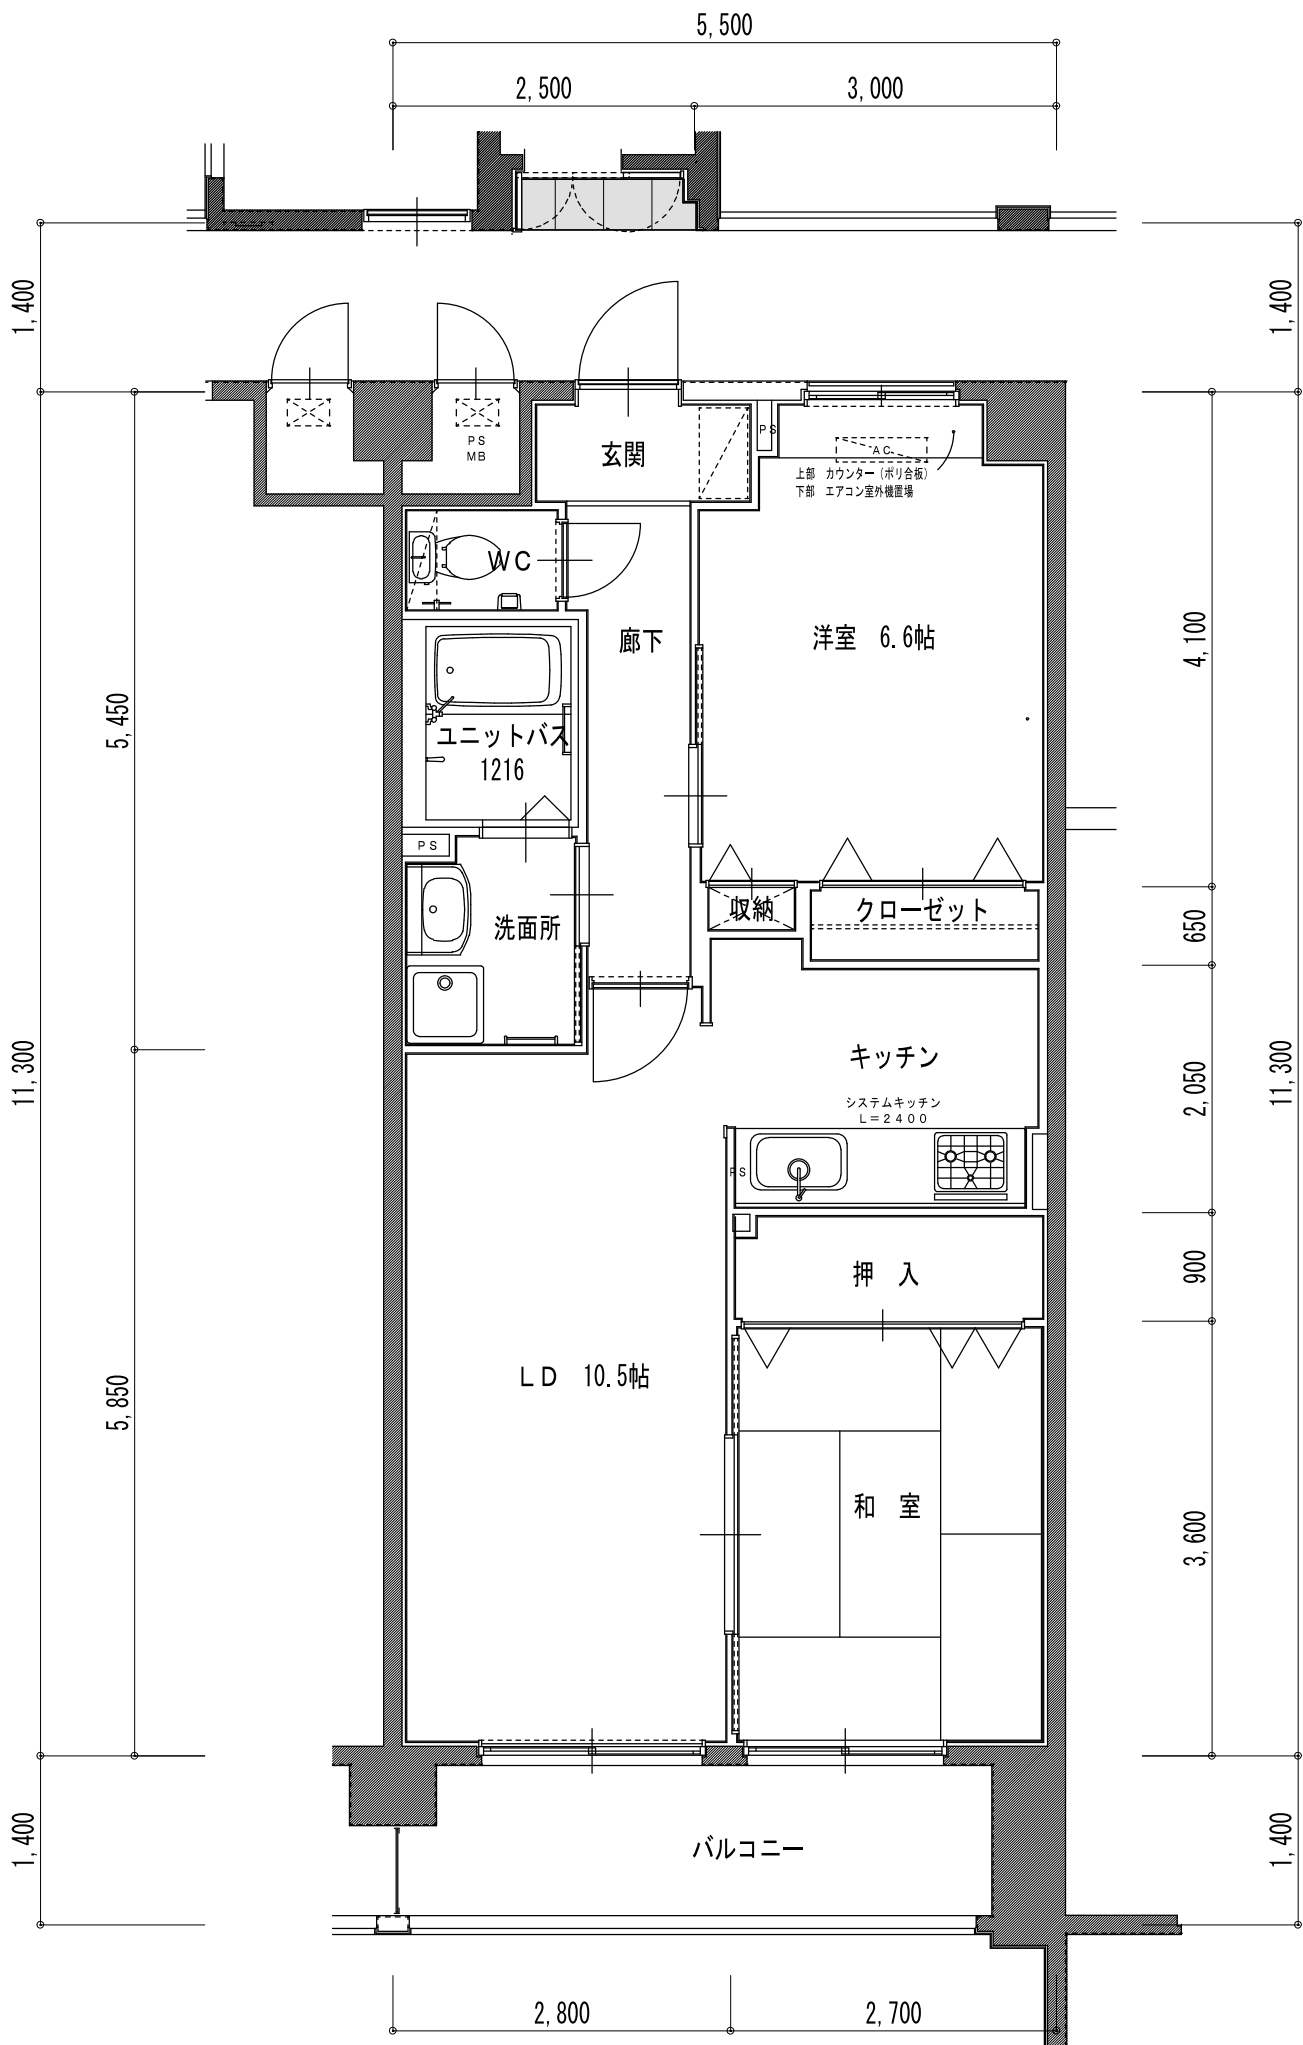 5,500
2,500
3,000
1,400
1,400
PS
MB
玄関
PS
AC
上部 カウンター(ポリ合板)
下部 エアコン室外機置場
WC
廊下
洋室 6.6帖
4,100
5,450
ユニットバス
1216
PS
収納
クローゼット
650
洗面所
キッチン
システムキッチン
L=2400
11,300
2,050
11,300
PS
押 入
900
LD 10.5帖
5,850
和 室
3,600
1,400
バルコニー
1,400
2,800
2,700